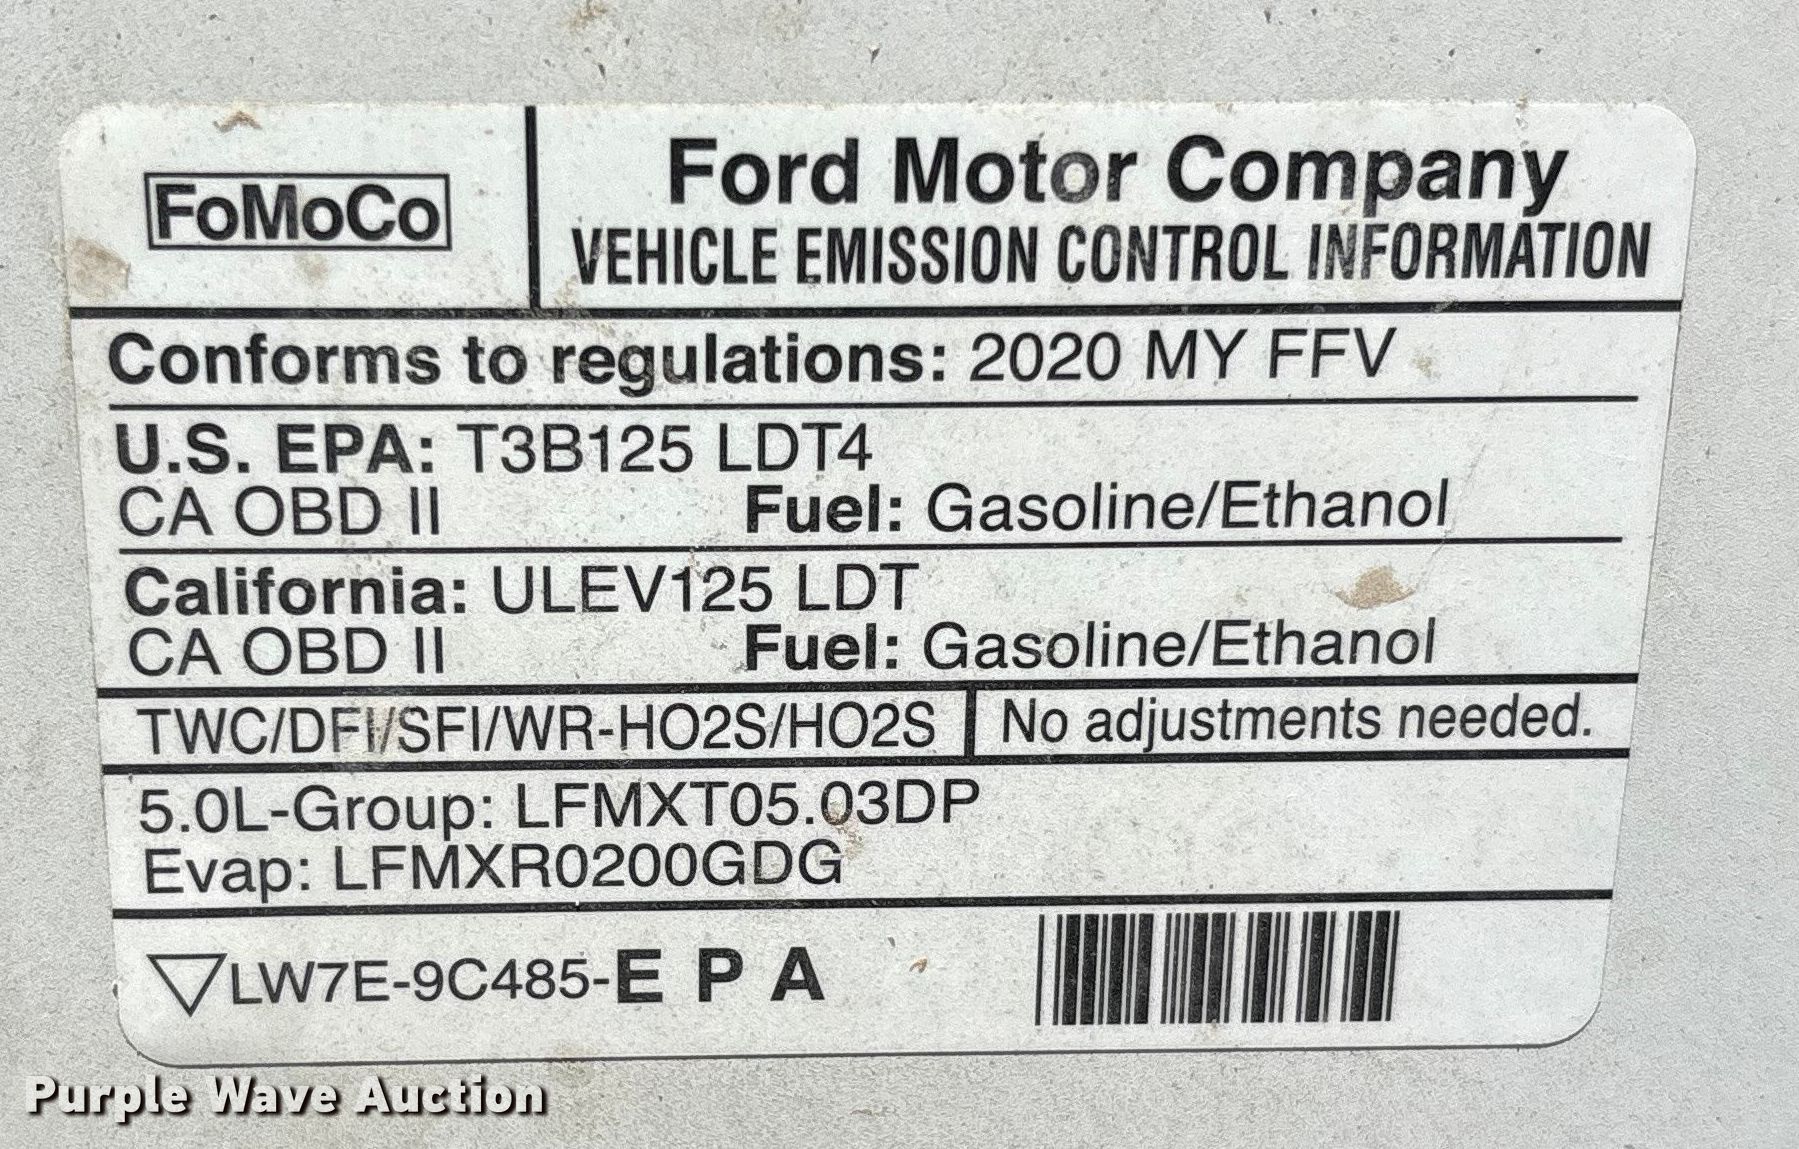 FoMoCo
Ford Motor Company
VEHICLE EMISSION CONTROL INFORMATION
Conforms to regulations: 2020 MY FFV
U.S. EPA: T3B125 LDT4
CA OBD II Fuel: Gasoline/Ethanol
California: ULEV125 LDT
CA OBD II Fuel: Gasoline/Ethanol
TWC/DFI/SFI/WR-HO2S/HO2S No adjustments needed.
5.0L-Group: LFMXT05.03DP
Evap: LFMXR0200GDG
LW7E-9C485-E P A
Purple Wave Auction